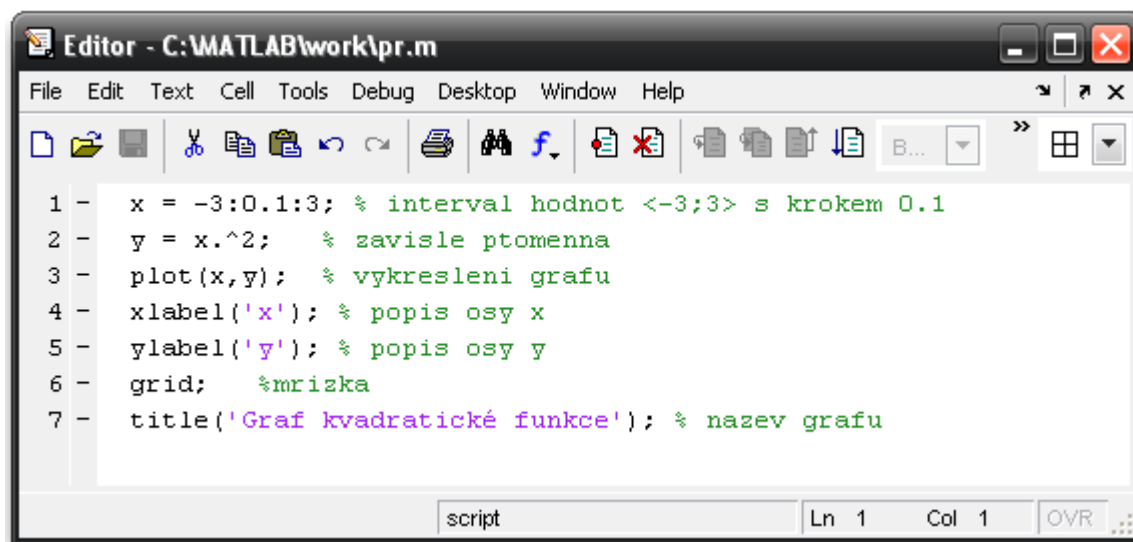 Editor - C:\MATLAB\work\pr.m
File Edit Text Cell Tools Debug Desktop Window Help
B...
1 - x = -3:0.1:3; % interval hodnot <-3;3> s krokem 0.1
2 - y = x.^2; % zavisle ptomenna
3 - plot(x,y); % vykresleni grafu
4 - xlabel('x'); % popis osy x
5 - ylabel('y'); % popis osy y
6 - grid; %mrizka
7 - title('Graf kvadratické funkce'); % nazev grafu
script Ln 1 Col 1 OVR